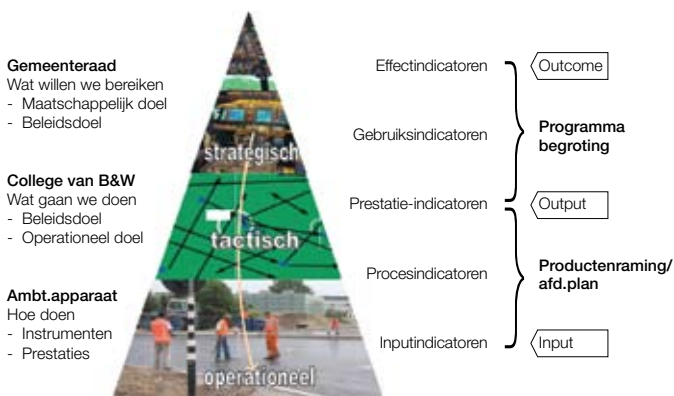 Gemeenteraad
Wat willen we bereiken
- Maatschappelijk doel
- Beleidsdoel
College van B&W
Wat gaan we doen
- Beleidsdoel
- Operationeel doel
Ambt.apparaat
Hoe doen
- Instrumenten
- Prestaties
strategisch
tactisch
operationeel
Effectindicatoren
Gebruiksindicatoren
Prestatie-indicatoren
Procesindicatoren
Inputindicatoren
Programma
begroting
Productenraming/
afd.plan
Outcome
Output
Input